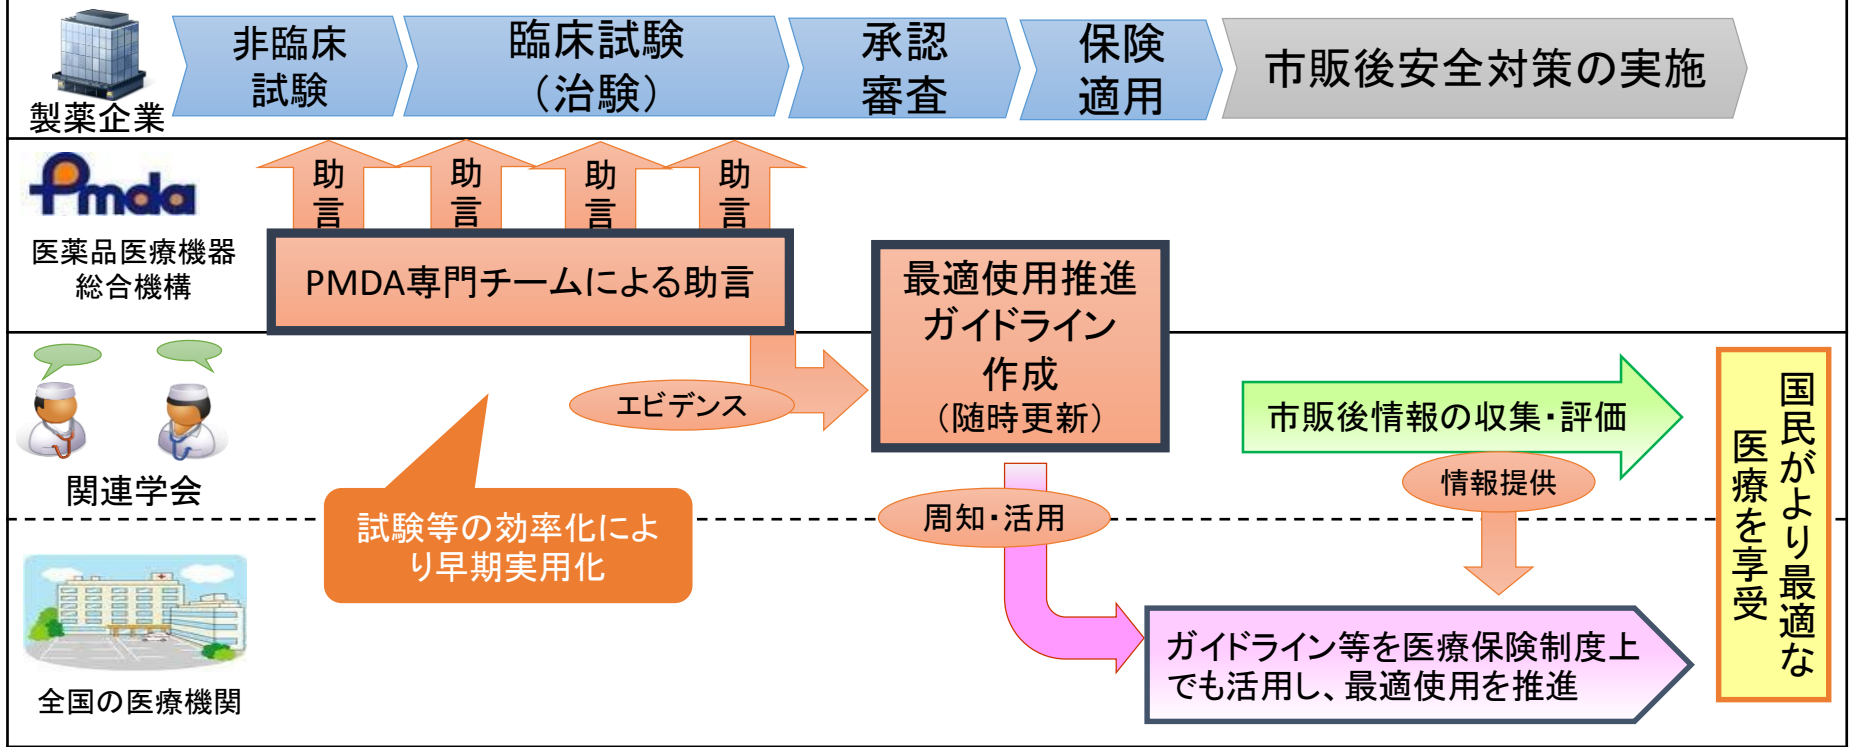 非臨床
試験
臨床試験
（治験）
承認
審査
保険
適用
市販後安全対策の実施
製薬企業
Pmda
医薬品医療機器
総合機構
助
言
助
言
助
言
助
言
PMDA専門チームによる助言
最適使用推進
ガイドライン
作成
（随時更新）
エビデンス
関連学会
試験等の効率化によ
り早期実用化
周知・活用
市販後情報の収集・評価
情報提供
全国の医療機関
ガイドライン等を医療保険制度上
でも活用し、最適使用を推進
国民がより最適な
医療を享受